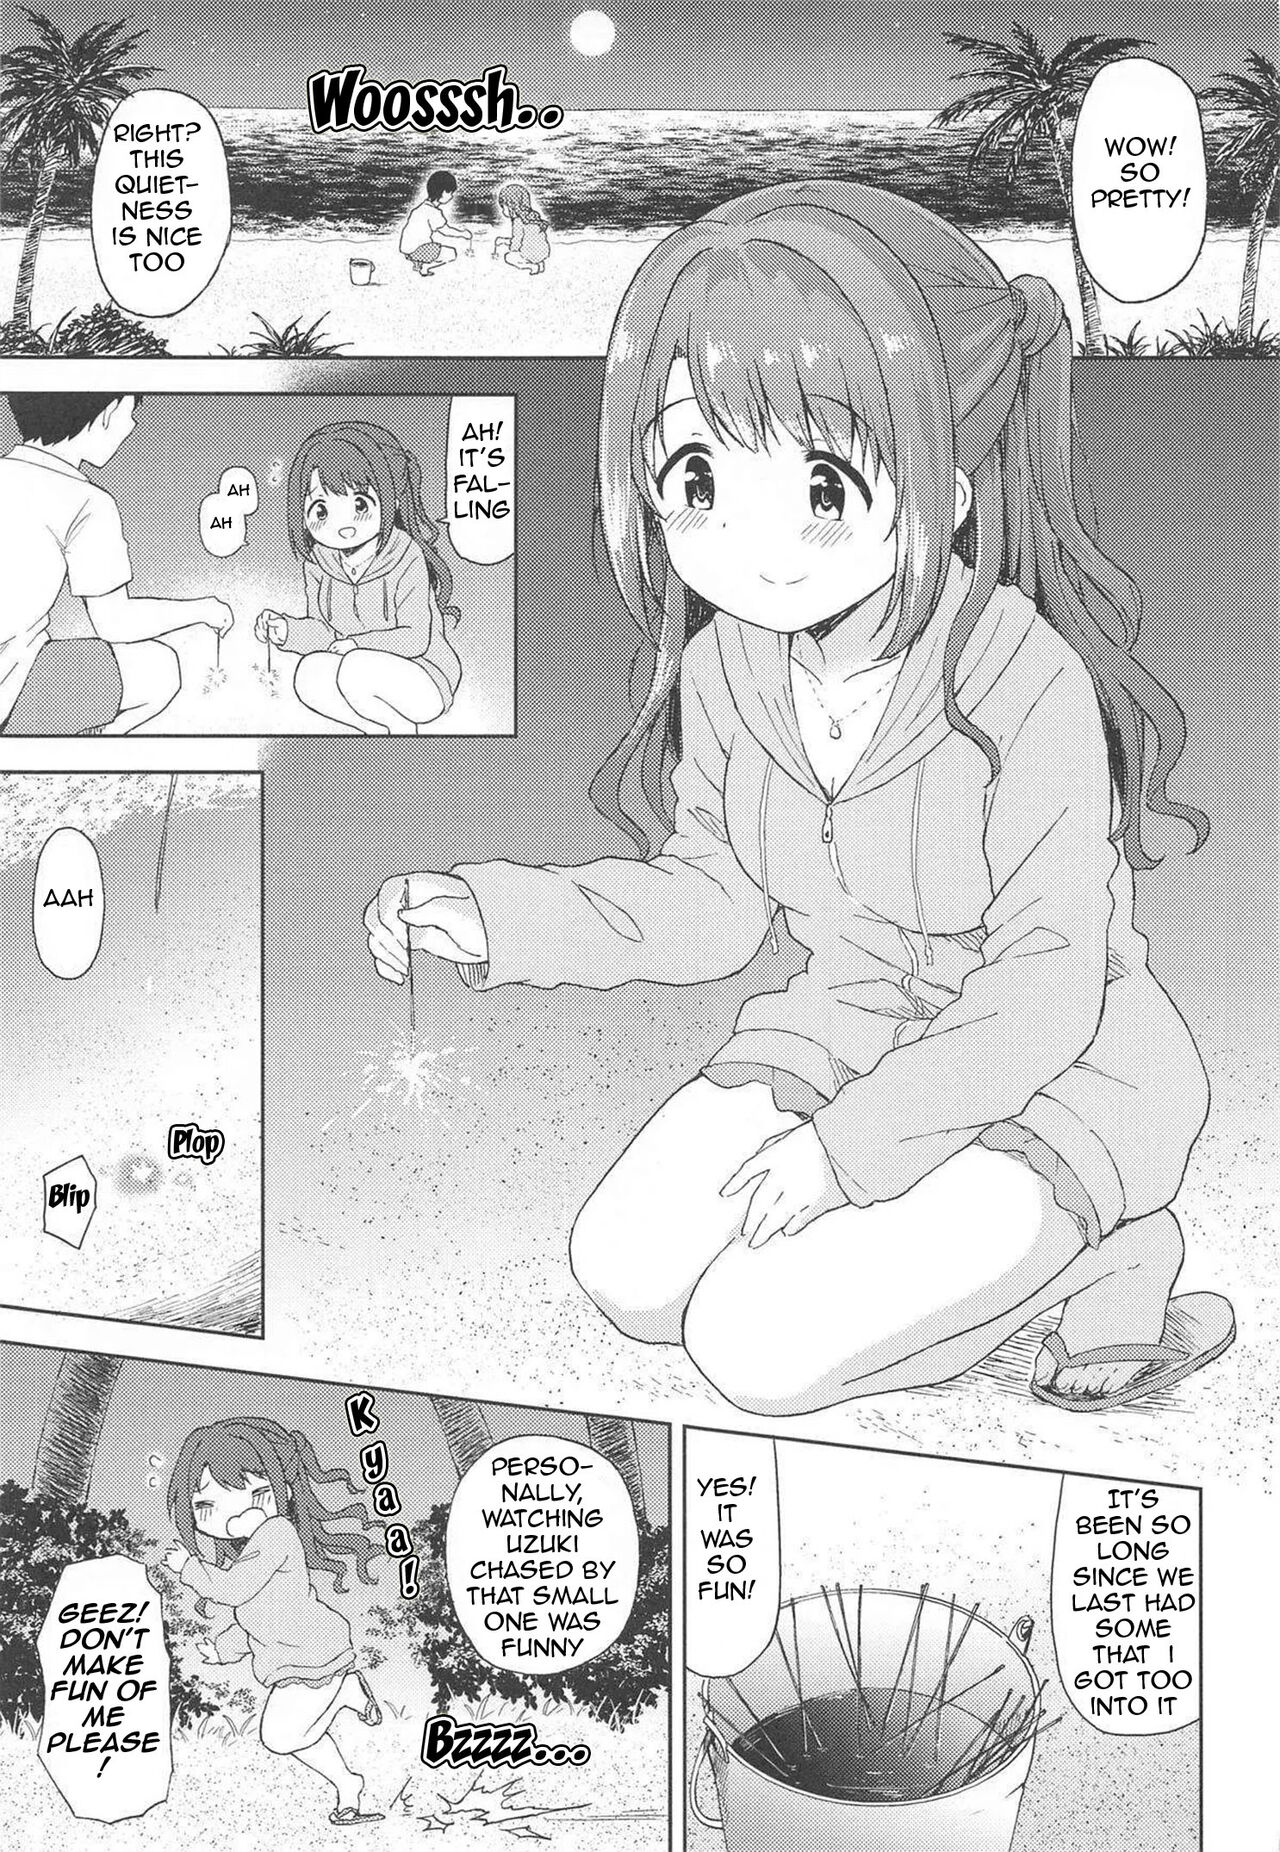 WOW!
SO
PRETTY!
Woosssh..
RIGHT?
THIS
QUIET-
NESS
IS NICE
TOO
AH!
IT'S
FAL-
LING
AH
AH
AAH
Plop
Blip
IT'S
BEEN SO
LONG
SINCE WE
LAST HAD
SOME
THAT I
GOT TOO
INTO IT
YES!
IT
WAS
SO
FUN!
PERSO-
NALLY,
WATCHING
UZUKI
CHASED BY
THAT SMALL
ONE WAS
FUNNY
Kyaa!
Bzzzz...
GEEZ!
DON'T
MAKE
FUN OF
ME
PLEASE
!